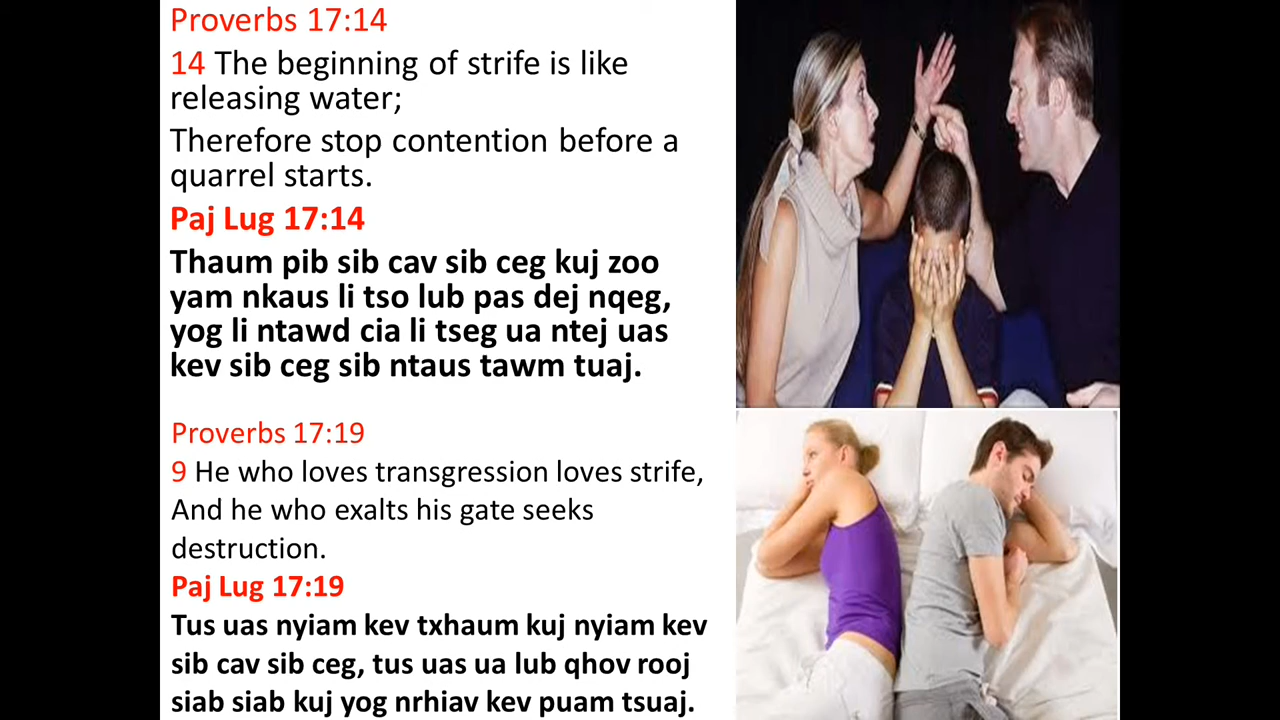 Proverbs 17:14
14 The beginning of strife is like
releasing water;
Therefore stop contention before a
quarrel starts.
Paj Lug 17:14
Thaum pib sib cav sib ceg kuj zoo
yam nkaus li tso lub pas dej nqeg,
yog li ntawd cia li tseg ua ntej uas
kev sib ceg sib ntaus tawm tuaj.
Proverbs 17:19
9 He who loves transgression loves strife,
And he who exalts his gate seeks
destruction.
Paj Lug 17:19
Tus uas nyiam kev txhaum kuj nyiam kev
sib cav sib ceg, tus uas ua lub qhov rooj
siab siab kuj yog nrhiav kev puam tsuaj.